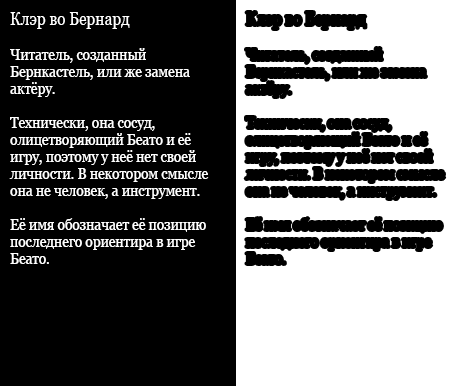 Клэр во Бернард
Читатель, созданный
Бернкастель, или же замена
актёру.
Технически, она сосуд,
олицетворяющий Беато и её
игру, поэтому у неё нет своей
личности. В некотором смысле
она не человек, а инструмент.
Её имя обозначает её позицию
последнего ориентира в игре
Беато.
Клэр во Бернард
Читатель, созданный
Бернкастель, или же замена
актёру.
Технически, она сосуд,
олицетворяющий Беато и её
игру, поэтому у неё нет своей
личности. В некотором смысле
она не человек, а инструмент.
Её имя обозначает её позицию
последнего ориентира в игре
Беато.